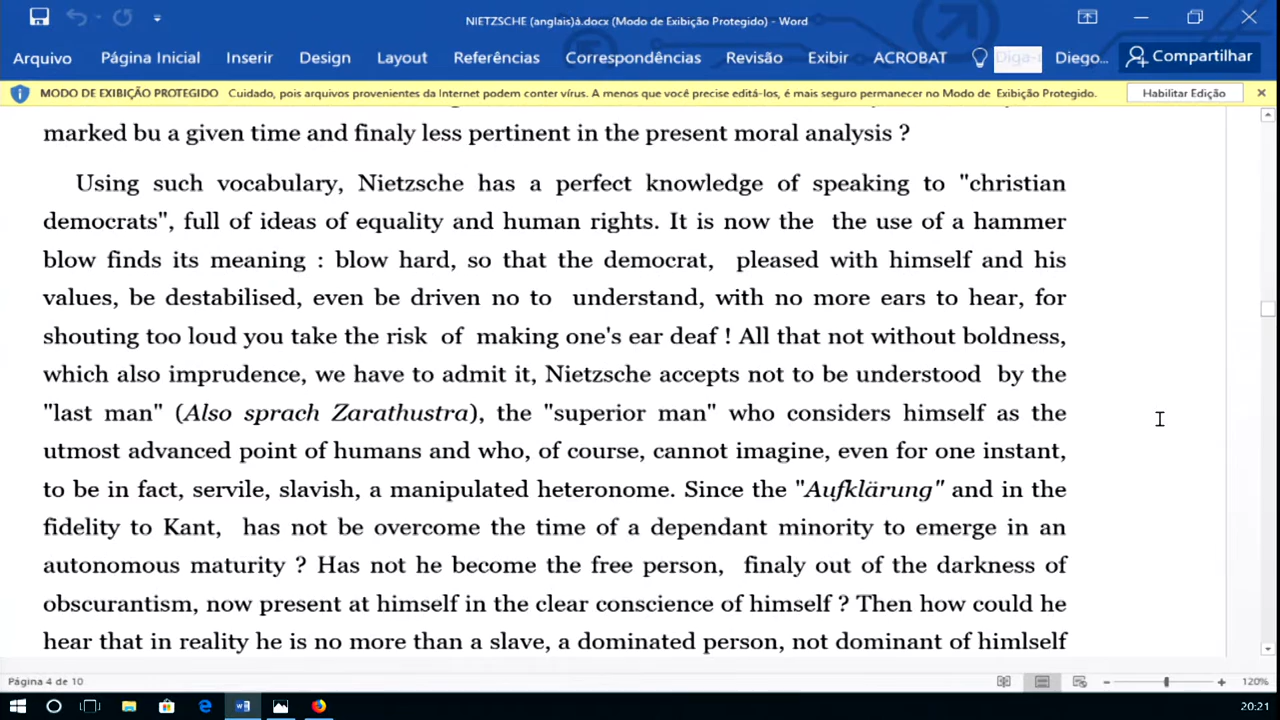 NIETZSCHE (anglais)à.docx (Modo de Exibição Protegido) - Word
Arquivo Página Inicial Inserir Design Layout Referências Correspondências Revisão Exibir ACROBAT Diego... Compartilhar
MODO DE EXIBIÇÃO PROTEGIDO Cuidado, pois arquivos provenientes da Internet podem conter vírus. A menos que você precise editá-los, é mais seguro permanecer no Modo de Exibição Protegido. Habilitar Edição
marked bu a given time and finaly less pertinent in the present moral analysis ?
Using such vocabulary, Nietzsche has a perfect knowledge of speaking to "christian
democrats", full of ideas of equality and human rights. It is now the the use of a hammer
blow finds its meaning : blow hard, so that the democrat, pleased with himself and his
values, be destabilised, even be driven no to understand, with no more ears to hear, for
shouting too loud you take the risk of making one's ear deaf ! All that not without boldness,
which also imprudence, we have to admit it, Nietzsche accepts not to be understood by the
"last man" (Also sprach Zarathustra), the "superior man" who considers himself as the
utmost advanced point of humans and who, of course, cannot imagine, even for one instant,
to be in fact, servile, slavish, a manipulated heteronome. Since the "Aufklärung" and in the
fidelity to Kant, has not be overcome the time of a dependant minority to emerge in an
autonomous maturity ? Has not he become the free person, finaly out of the darkness of
obscurantism, now present at himself in the clear conscience of himself ? Then how could he
hear that in reality he is no more than a slave, a dominated person, not dominant of himlself
Página 4 de 10 120%
20:21